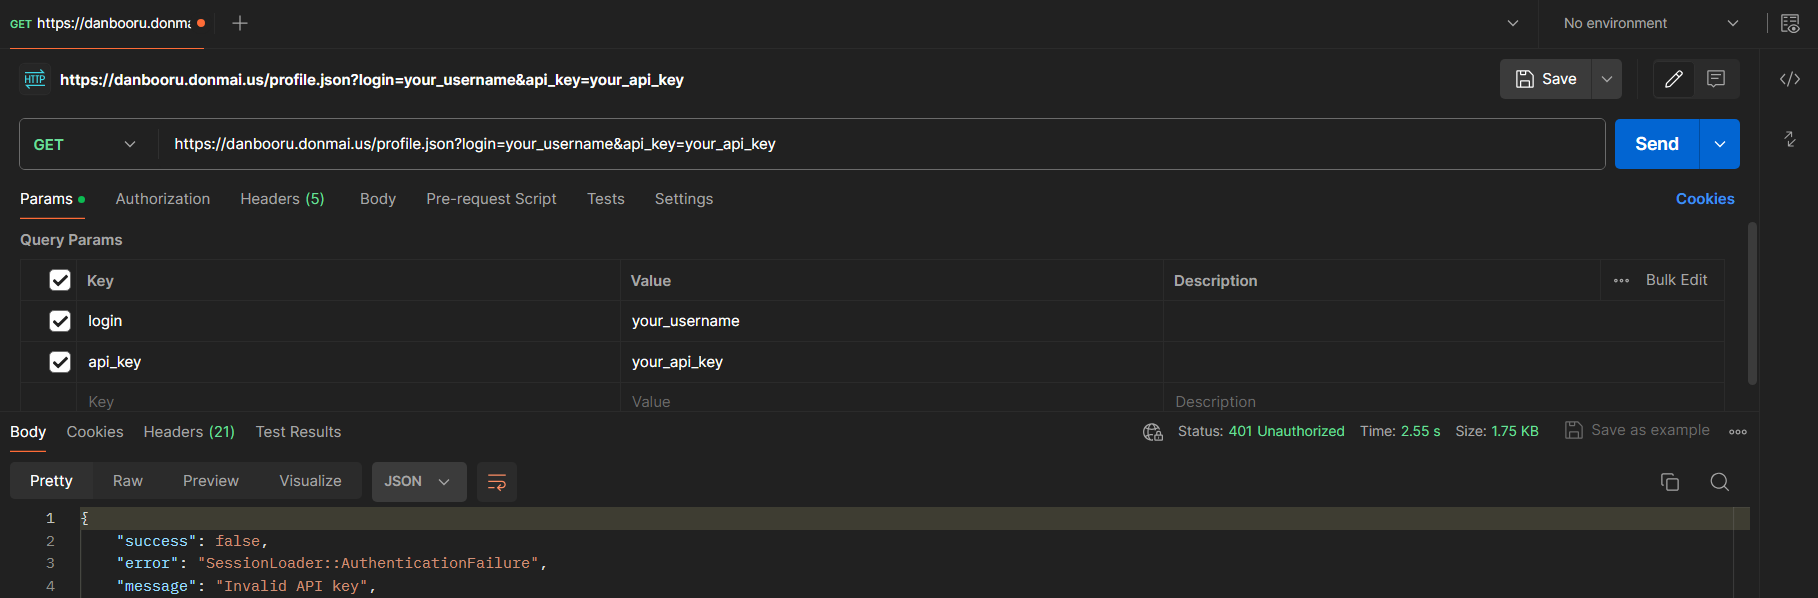 GET https://danbooru.donma
No environment
HTTP https://danbooru.donmai.us/profile.json?login=your_username&api_key=your_api_key
Save
GET https://danbooru.donmai.us/profile.json?login=your_username&api_key=your_api_key
Send
Params Authorization Headers (5) Body Pre-request Script Tests Settings Cookies
Query Params
Key Value Description Bulk Edit
login your_username
api_key your_api_key
Key Value Description
Body Cookies Headers (21) Test Results Status: 401 Unauthorized Time: 2.55 s Size: 1.75 KB Save as example
Pretty Raw Preview Visualize JSON
1 {
2 "success": false,
3 "error": "SessionLoader::AuthenticationFailure",
4 "message": "Invalid API key",